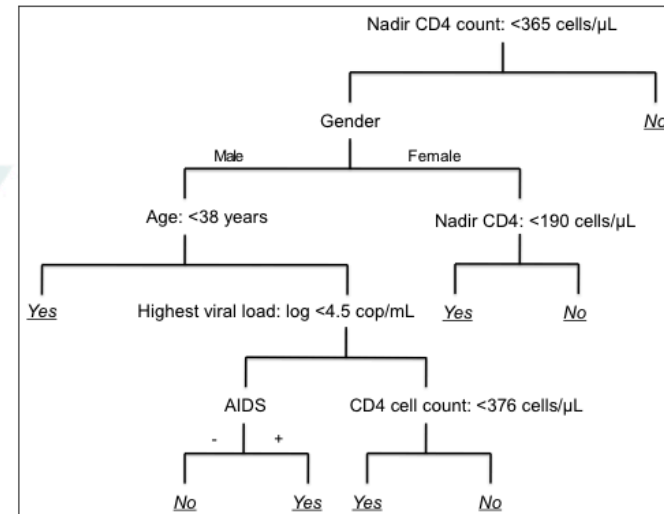 Nadir CD4 count: <365 cells/µL
Gender
No
Male
Female
Age: <38 years
Nadir CD4: <190 cells/µL
Yes
Highest viral load: log <4.5 cop/mL
Yes
No
AIDS
CD4 cell count: <376 cells/µL
-
+
No
Yes
Yes
No